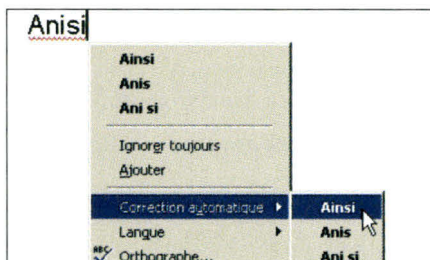 Anisi
Ainsi
Anis
Ani si
Ignorer toujours
Ajouter
Correction automatique
Ainsi
Langue
Anis
Orthographe...
Ani si